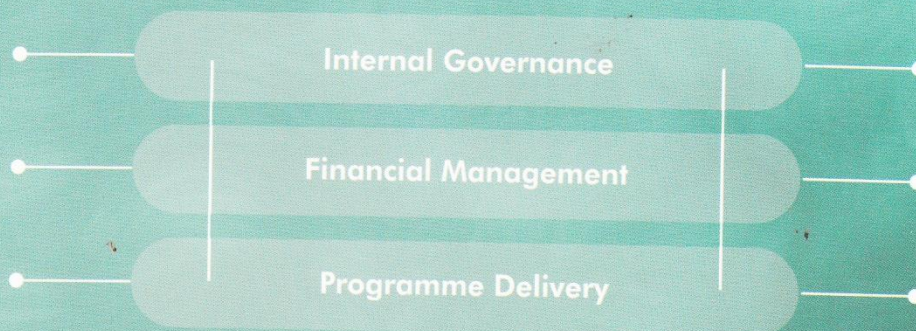 Internal Governance
Financial Management
Programme Delivery